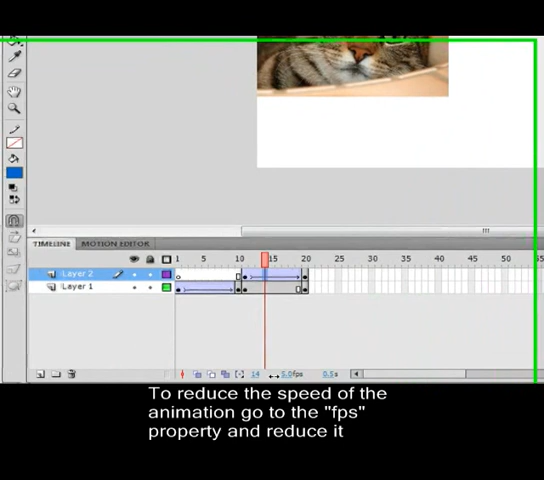 TIMELINE MOTION EDITOR
1 5 10 15 20 25 30 35 40 45 50 55
Layer 2
Layer 1
14 5.0fps 0.5s
To reduce the speed of the
animation go to the "fps"
property and reduce it